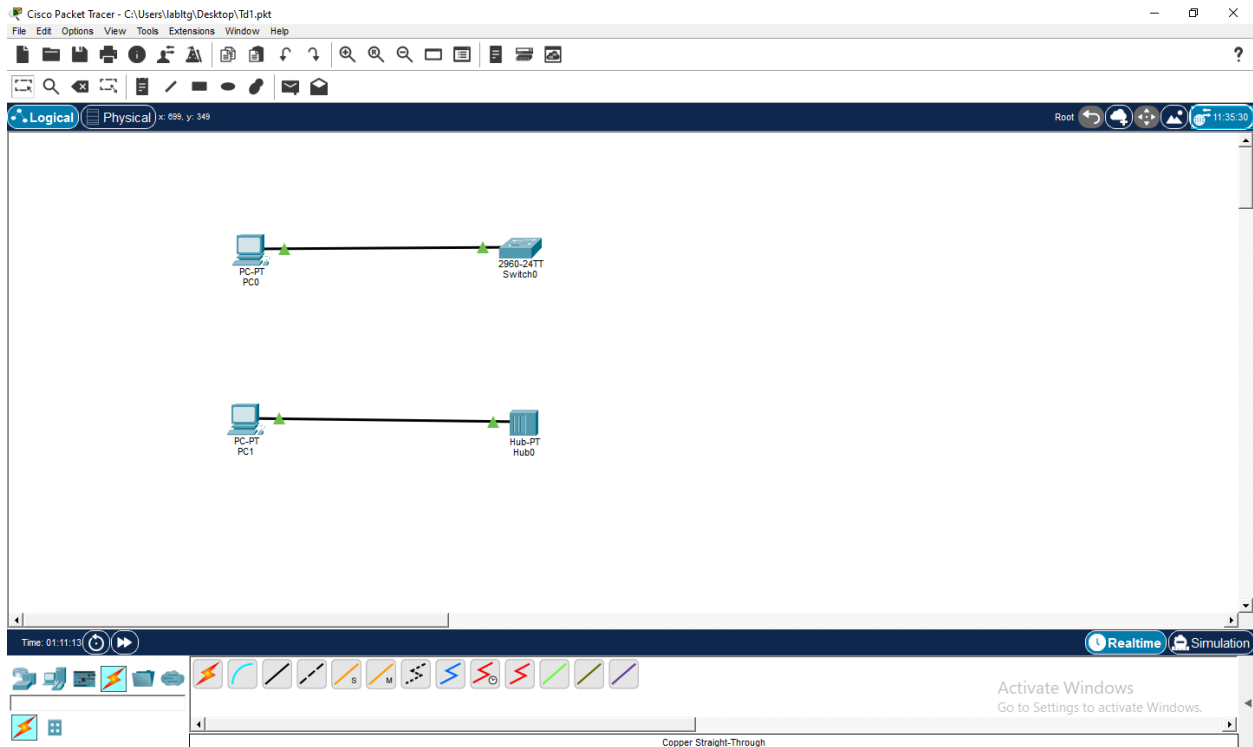 Cisco Packet Tracer - C:\Users\labltg\Desktop\Td1.pkt
File Edit Options View Tools Extensions Window Help
?
Logical Physical x: 699, y: 349 Root 11:35:30
PC-PT
PC0
2960-24TT
Switch0
PC-PT
PC1
Hub-PT
Hub0
Time: 01:11:13 Realtime Simulation
S M
Activate Windows
Go to Settings to activate Windows.
Copper Straight-Through